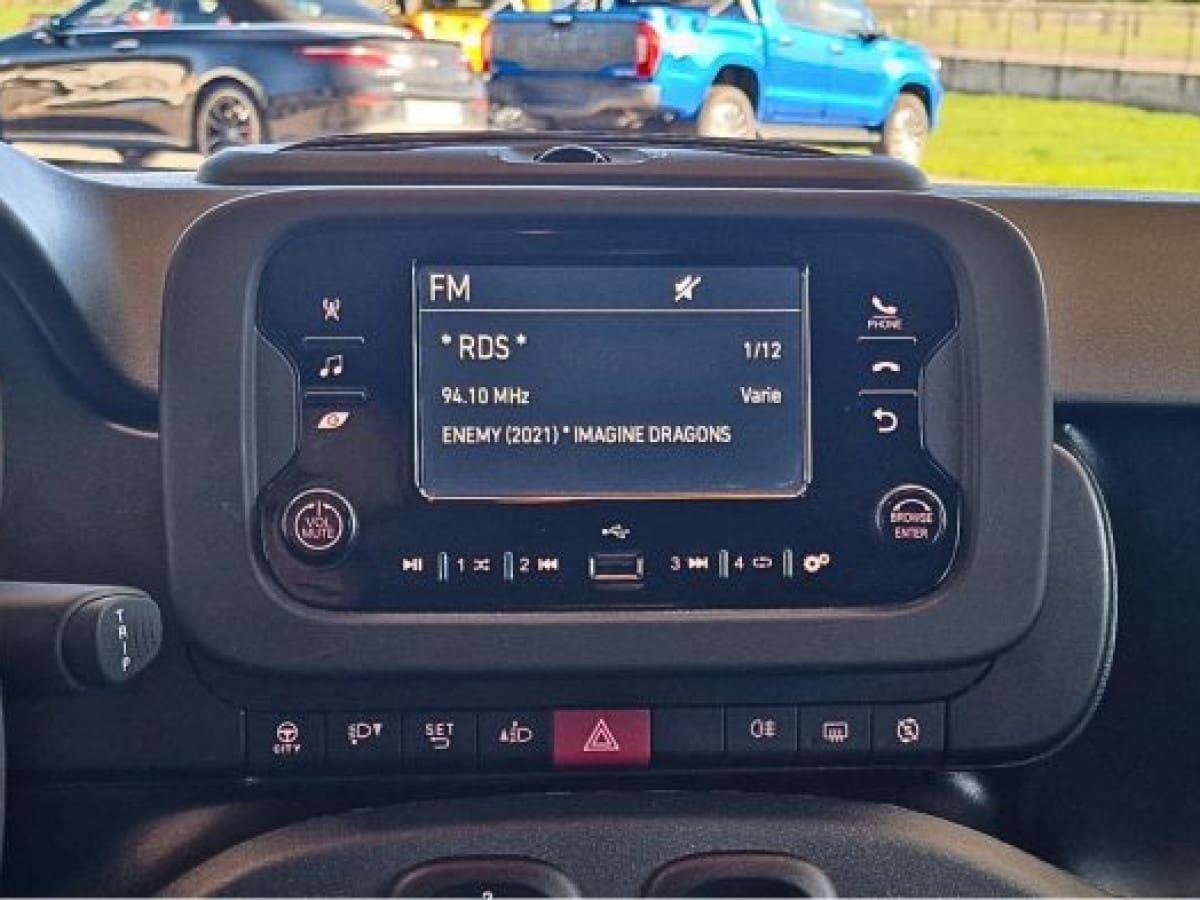 FM
* RDS *
1/12
94.10 MHz
Varie
ENEMY (2021) * IMAGINE DRAGONS
PHONE
VOL
MUTE
BROWSE
ENTER
1
2
3
4
TRIP
CITY
SET